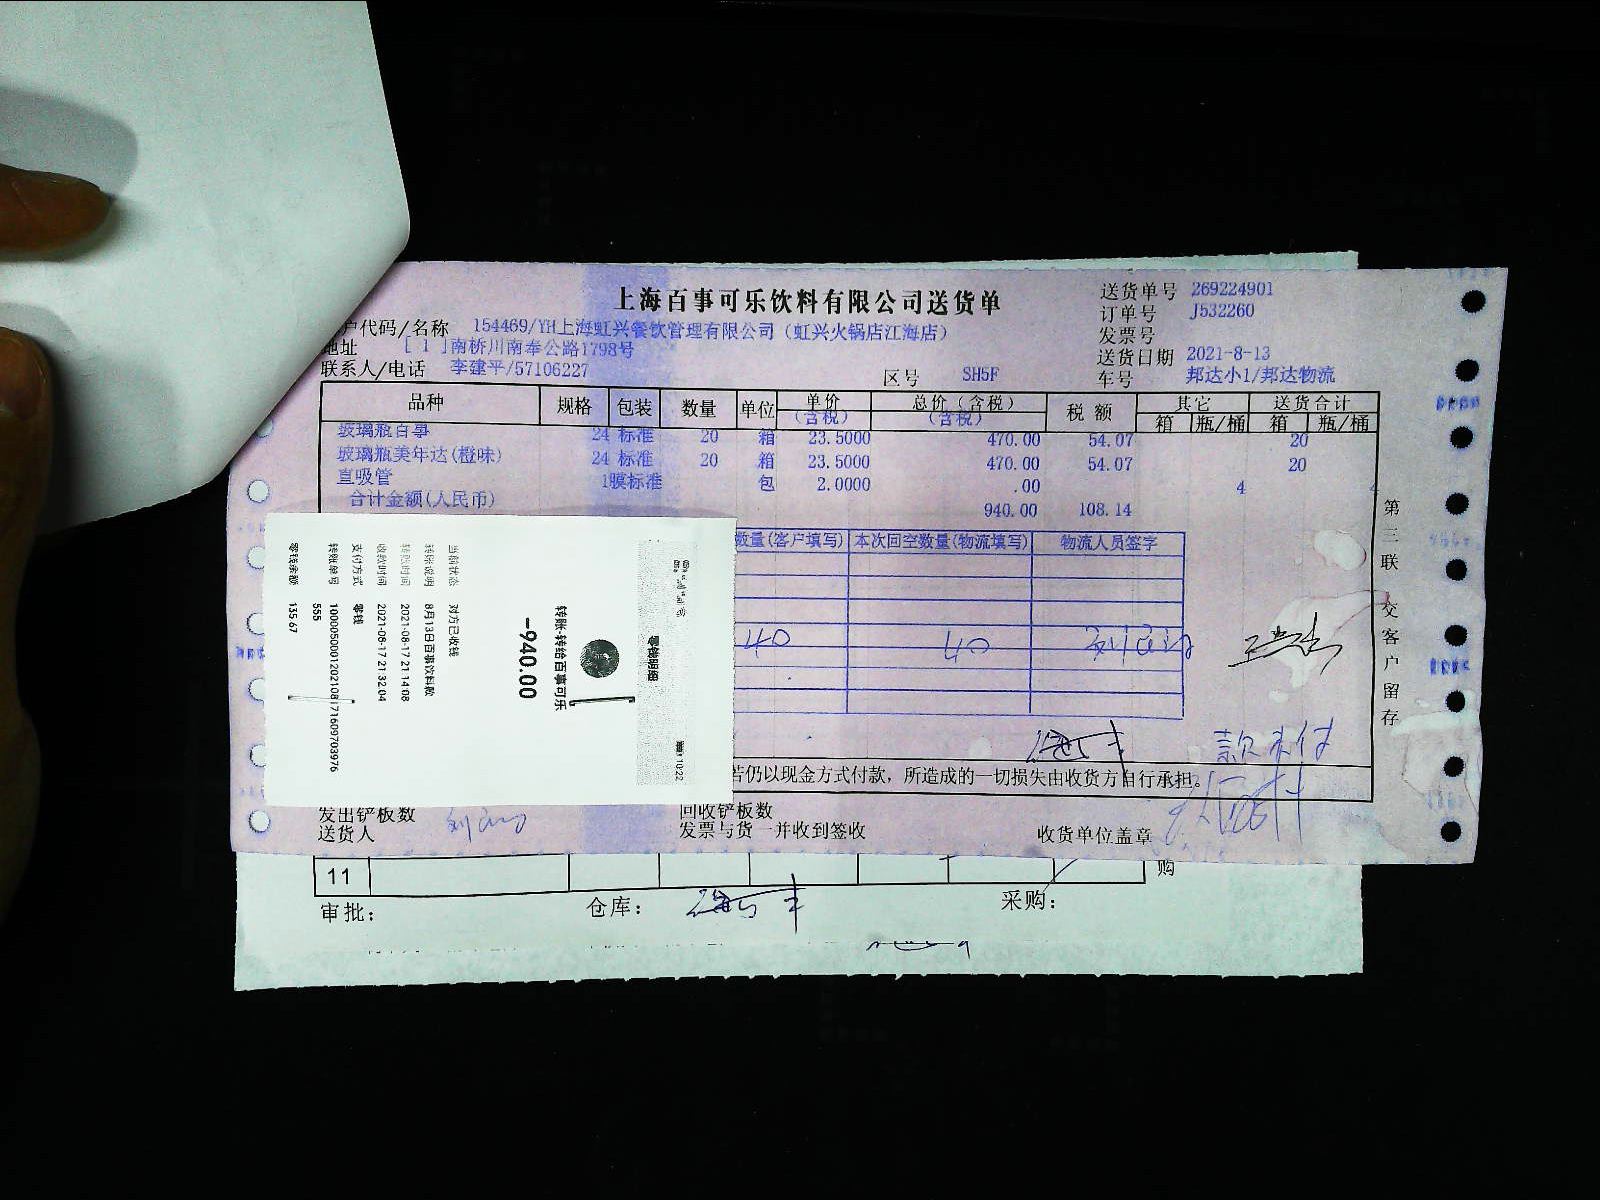 上海百事可乐饮料有限公司送货单
送货单号 269224901
订单号 J532260
发票号
送货日期 2021-8-13
车号 邦达小1/邦达物流
户代码/名称 154469/YH上海虹兴餐饮管理有限公司(虹兴火锅店江海店)
地址 [ 1 ]南桥川南奉公路1798号
联系人/电话 李建平/57106227
区号 SH5F
品种 规格 包装 数量 单位 单价(含税) 总价(含税) 税额 其它 送货合计
箱 瓶/桶 箱 瓶/桶
玻璃瓶百事 24 标准 20 箱 23.5000 470.00 54.07 20
玻璃瓶美年达(橙味) 24 标准 20 箱 23.5000 470.00 54.07 20
直吸管 1膜标准 包 2.0000 .00 4
合计金额(人民币) 940.00 108.14
数量(客户填写) 本次回空数量(物流填写) 物流人员签字
40 40
款未付
若仍以现金方式付款，所造成的一切损失由收货方自行承担。
发出铲板数 回收铲板数
送货人 发票与货一并收到签收 收货单位盖章
第三联 交客户留存
10:22
零钱明细
转账-转给百事可乐
-940.00
当前状态 对方已收钱
转账说明 8月13日百事饮料款
转账时间 2021-08-17 21:14:08
收款时间 2021-08-17 21:32:04
支付方式 零钱
转账单号
555
零钱余额 135.67
11
购
审批：
仓库：
采购：